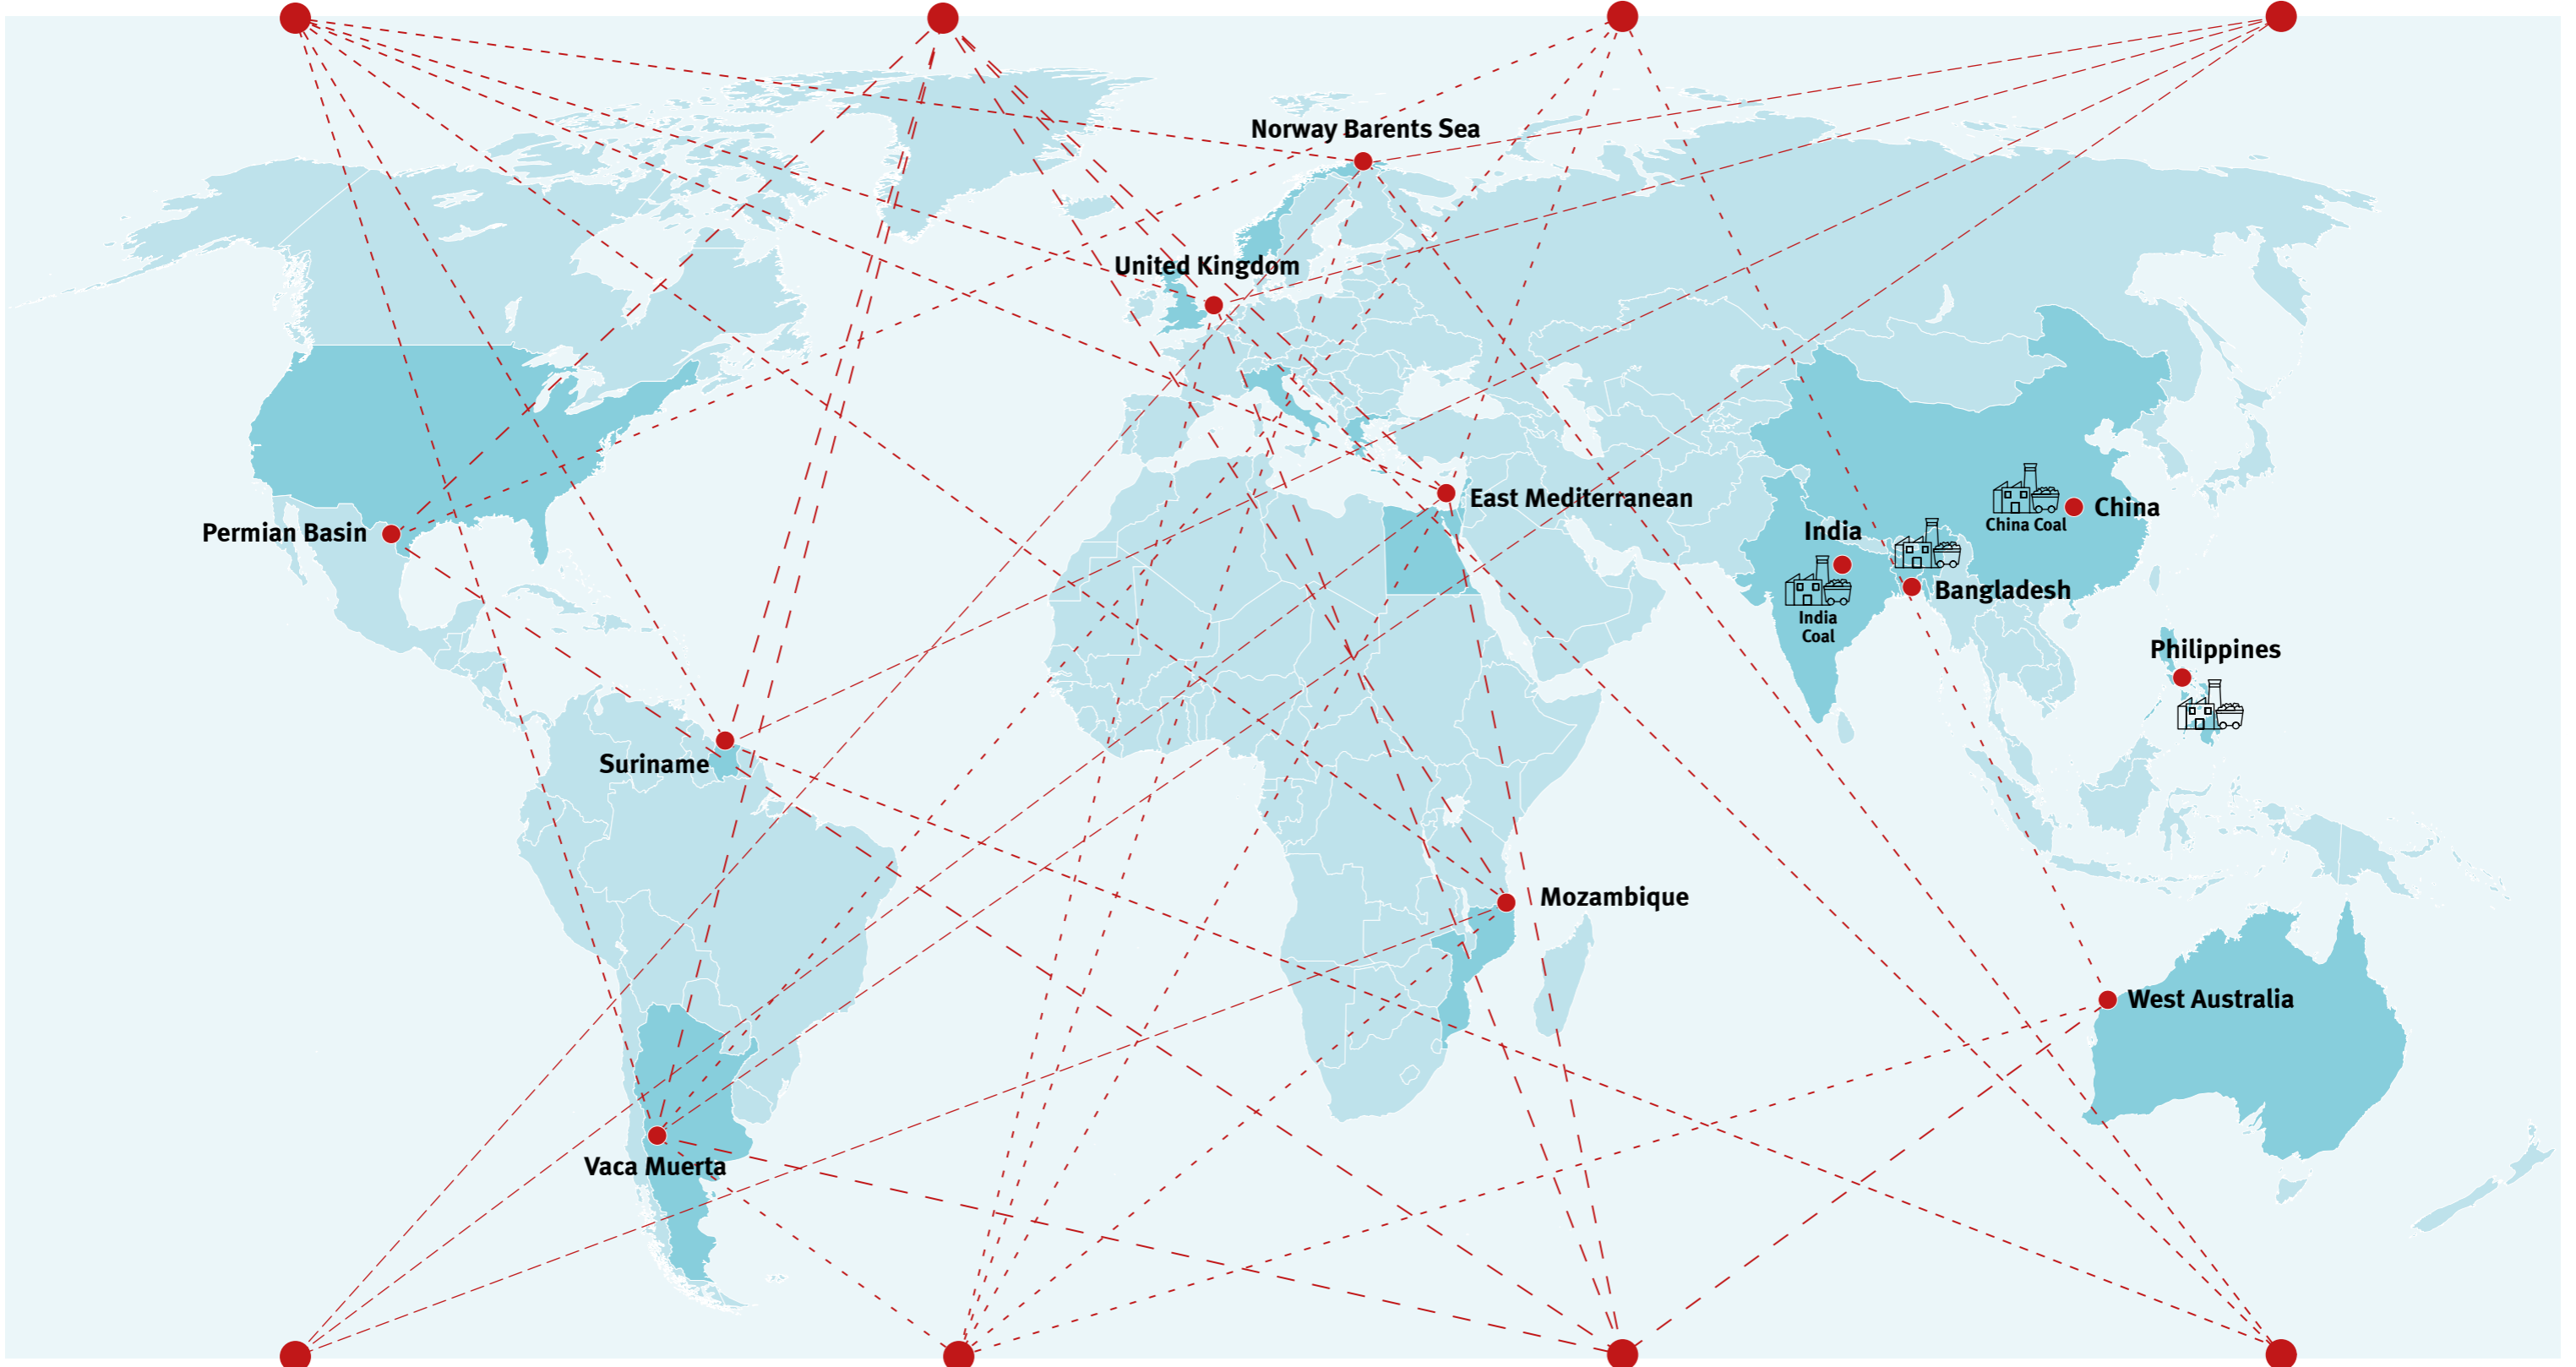 Norway Barents Sea
United Kingdom
East Mediterranean
China Coal
China
Permian Basin
India
Bangladesh
India
Coal
Philippines
Suriname
Mozambique
West Australia
Vaca Muerta